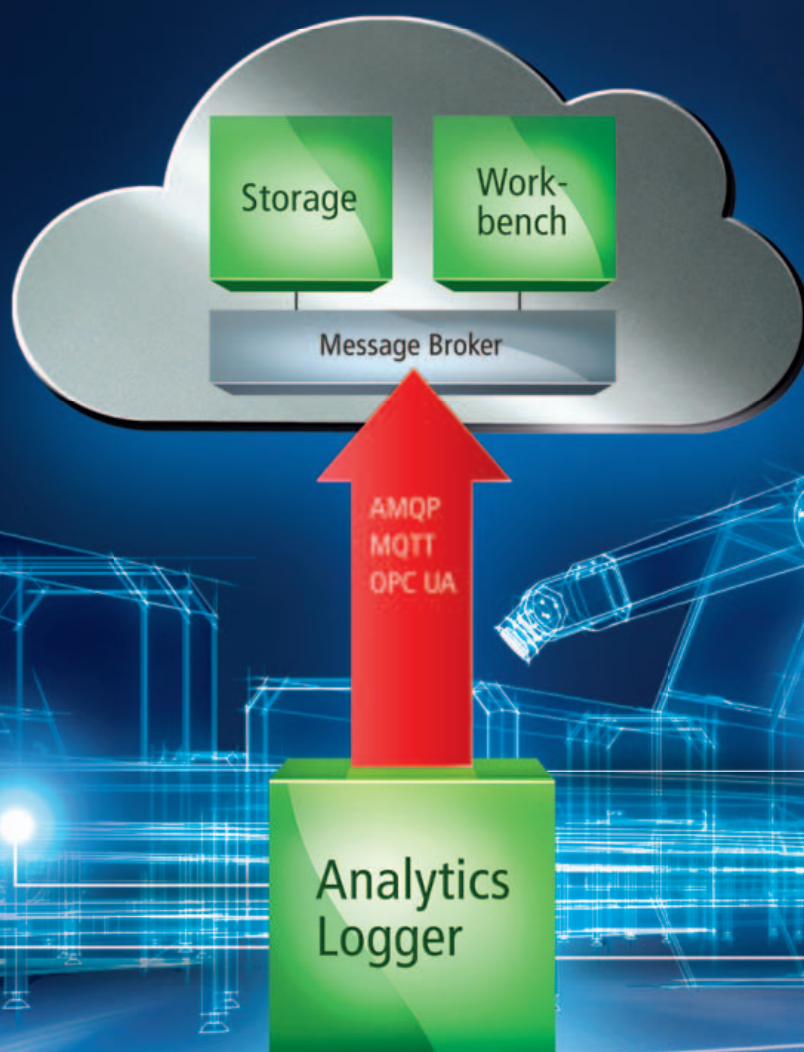 Storage
Work-
bench
Message Broker
AMQP
MQTT
OPC UA
Analytics
Logger